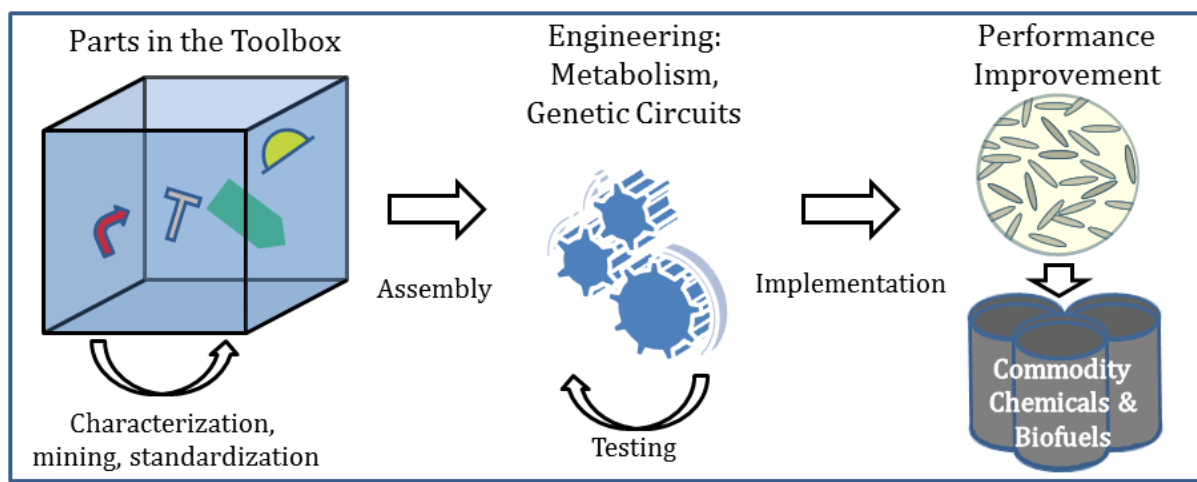 Parts in the Toolbox
Characterization,
mining, standardization
Assembly
Engineering:
Metabolism,
Genetic Circuits
Testing
Implementation
Performance
Improvement
Commodity
Chemicals &
Biofuels